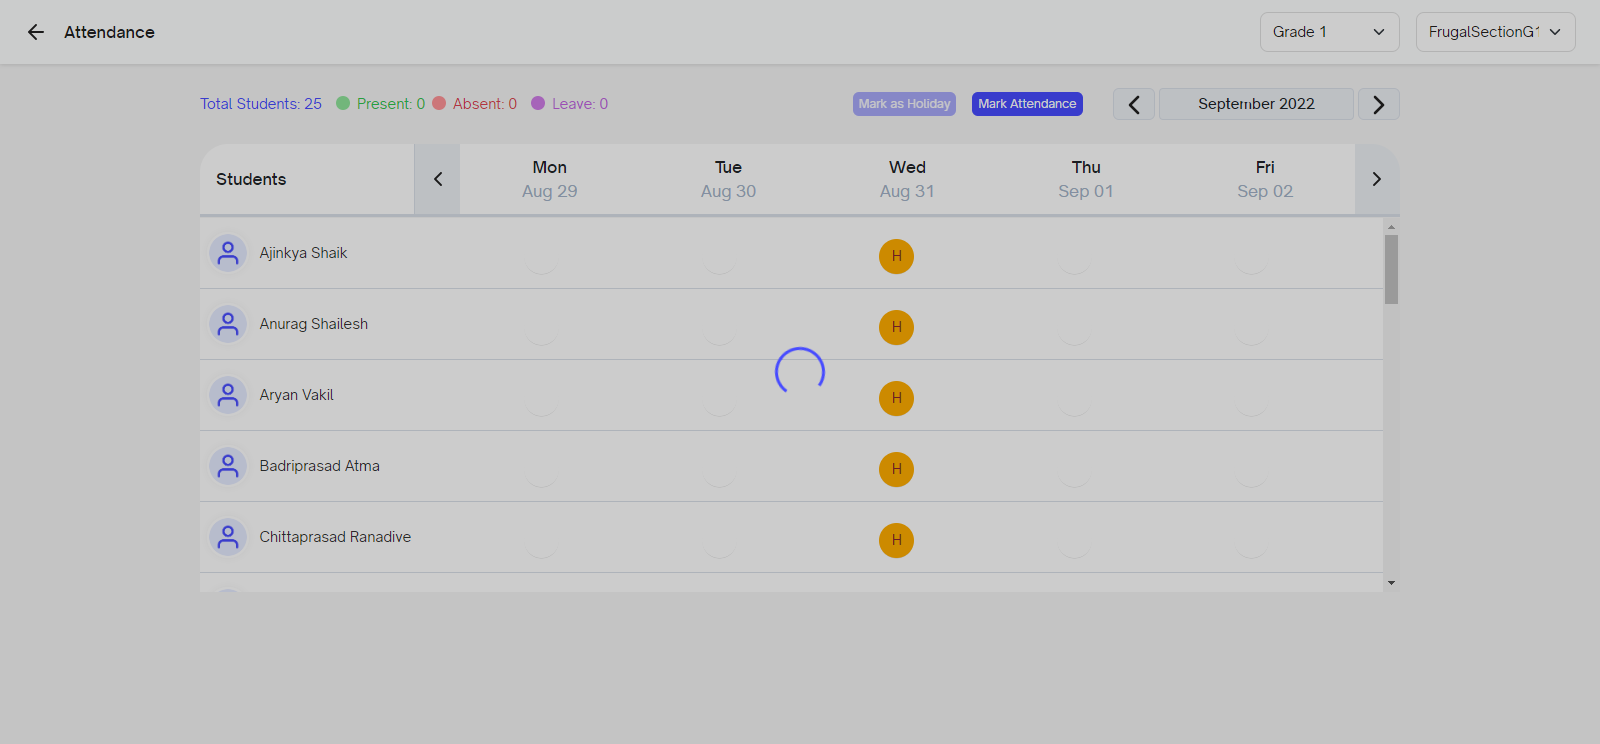 Attendance
Grade 1
FrugalSectionG1
Total Students: 25
Present: 0
Absent: 0
Leave: 0
Mark as Holiday
Mark Attendance
September 2022
Students
Mon
Tue
Wed
Thu
Fri
Aug 29
Aug 30
Aug 31
Sep 01
Sep 02
Ajinkya Shaik
H
Anurag Shailesh
H
Aryan Vakil
H
Badriprasad Atma
H
Chittaprasad Ranadive
H